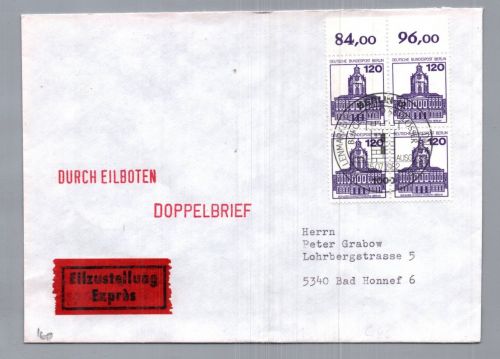 84,00 96,00
DEUTSCHE BUNDESPOST BERLIN DEUTSCHE BUNDESPOST BERLIN
120 120
120 120
DURCH EILBOTEN
DOPPELBRIEF
Herrn
Peter Grabow
Lohrbergstrasse 5
5340 Bad Honnef 6
Eilzustellung
Exprès